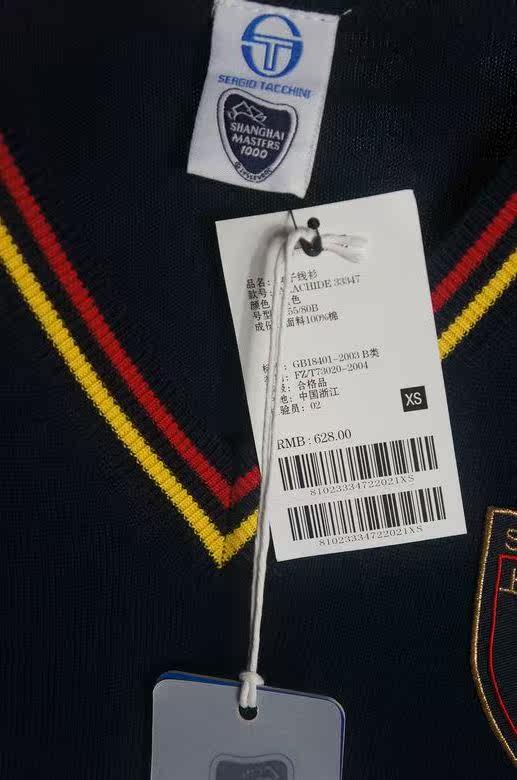 SERGIO TACCHINI
SHANGHAI
MASTERS
1000
品名: 子线衫
款号: ACHIDE 33347
颜色 色
号型 55/80B
成份 面料100%棉
GB18401-2003 B类
FZ/T73020-2004
合格品
中国浙江
验员: 02
XS
RMB: 628.00
81023334722021XS
81023334722021XS
S